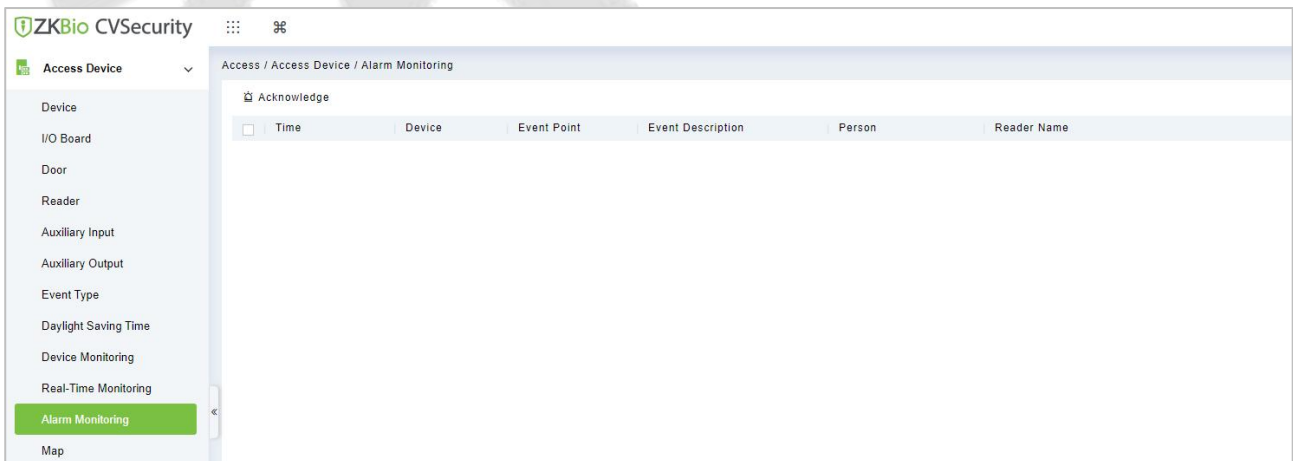 ZKBio CVSecurity
Access Device
Access / Access Device / Alarm Monitoring
Acknowledge
Time Device Event Point Event Description Person Reader Name
Device
I/O Board
Door
Reader
Auxiliary Input
Auxiliary Output
Event Type
Daylight Saving Time
Device Monitoring
Real-Time Monitoring
Alarm Monitoring
Map